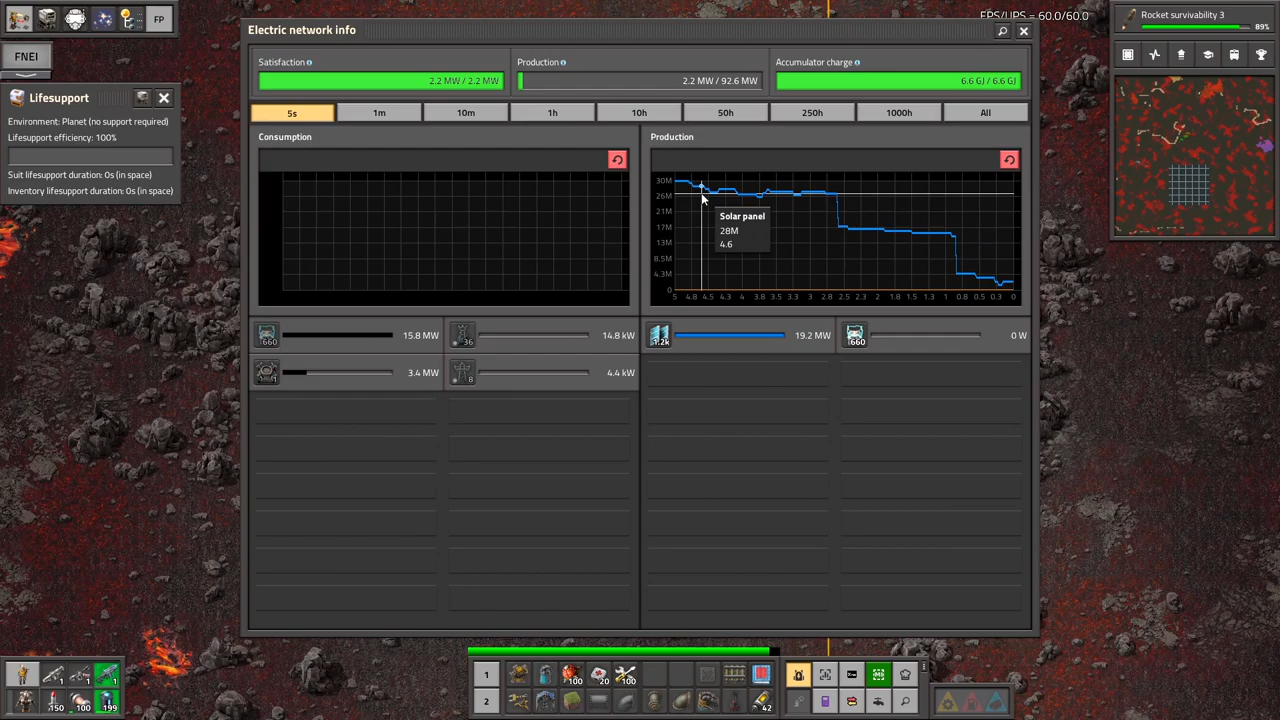 FP
FNEI
Lifesupport
Environment: Planet (no support required)
Lifesupport efficiency: 100%
Suit lifesupport duration: 0s (in space)
Inventory lifesupport duration: 0s (in space)
FPS/UPS = 60.0/60.0
Rocket survivability 3
89%
Electric network info
Satisfaction
2.2 MW / 2.2 MW
Production
2.2 MW / 92.6 MW
Accumulator charge
6.6 GJ / 6.6 GJ
5s 1m 10m 1h 10h 50h 250h 1000h All
Consumption
Production
30M
26M
21M
17M
13M
8.5M
4.3M
0
5 4.8 4.5 4.3 4 3.8 3.5 3.3 3 2.8 2.6 2.3 2 1.8 1.5 1.3 1 0.8 0.5 0.3 0
Solar panel
28M
4.6
660 15.8 MW
36 14.8 kW
1.2k 19.2 MW
660 0 W
1 3.4 MW
8 4.4 kW
1 1 1
150 100 199
1 100 20 100
2 42